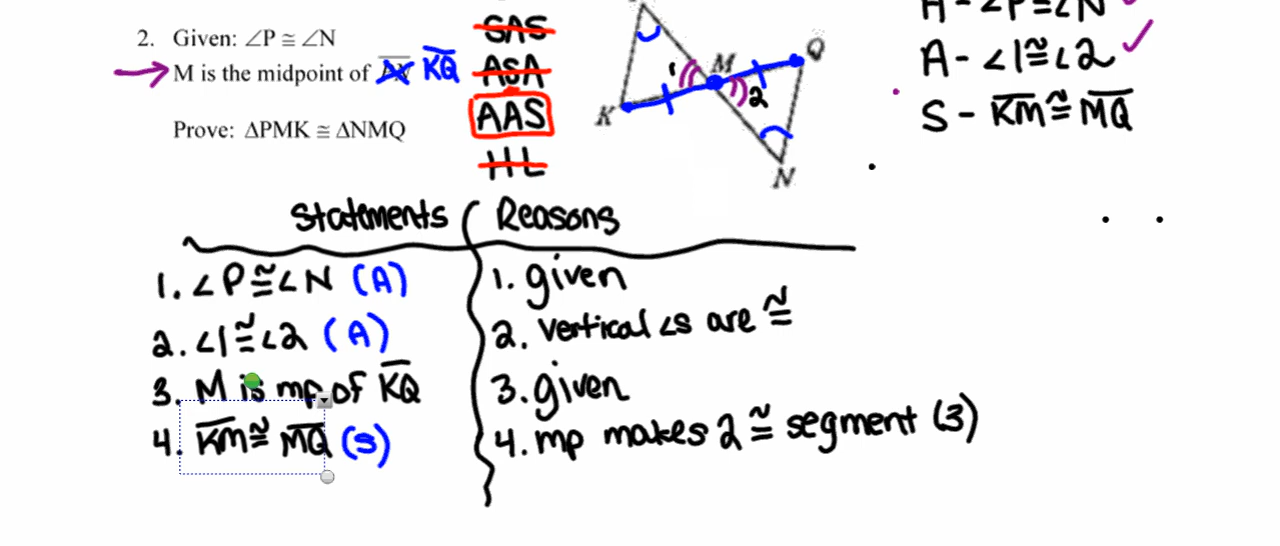 2. Given: ∠P ≅ ∠N
M is the midpoint of KQ
Prove: ΔPMK ≅ ΔNMQ
SAS
ASA
AAS
HL
K
1
M
2
Q
N
A - ∠P≅∠N
A - ∠1≅∠2
S - KM≅MQ
Statements Reasons
1. ∠P≅∠N (A) 1. given
2. ∠1≅∠2 (A) 2. Vertical ∠s are ≅
3. M is mp of KQ 3. given
4. KM≅MQ (S) 4. mp makes 2 ≅ segment (3)